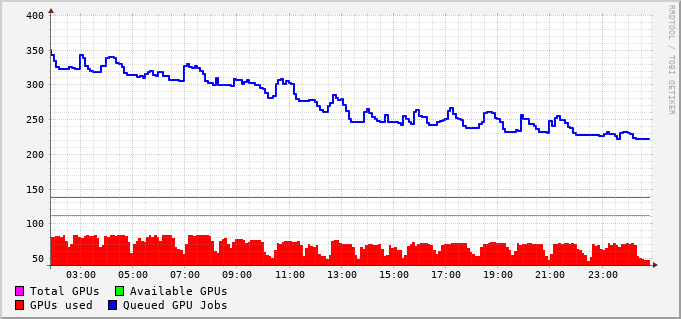 400
350
300
250
200
150
100
50
03:00 05:00 07:00 09:00 11:00 13:00 15:00 17:00 19:00 21:00 23:00
Total GPUs Available GPUs
GPUs used Queued GPU Jobs
RRDTOOL / TOBI OETIKER